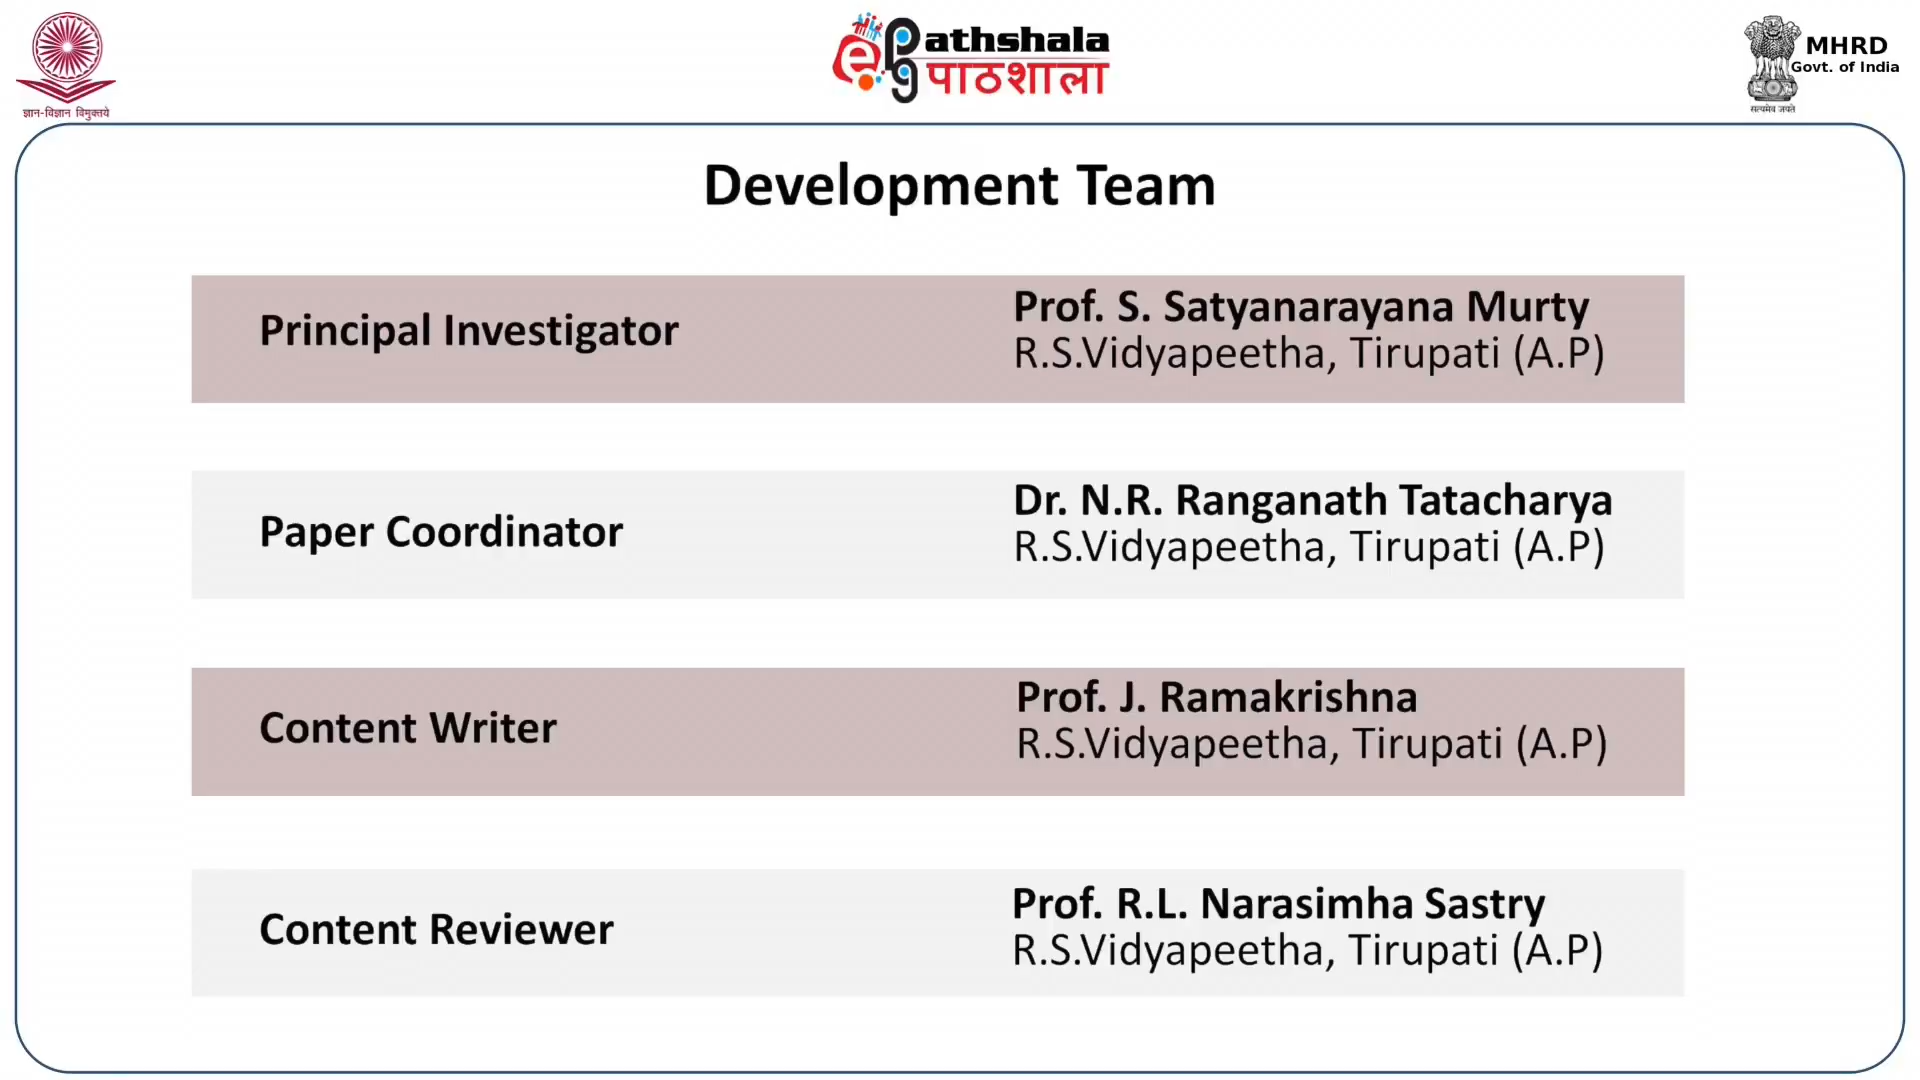 ज्ञान-विज्ञान विमुक्तये
e Pathshala
pg पाठशाला
MHRD
Govt. of India
सत्यमेव जयते
Development Team
Principal Investigator
Prof. S. Satyanarayana Murty
R.S.Vidyapeetha, Tirupati (A.P)
Paper Coordinator
Dr. N.R. Ranganath Tatacharya
R.S.Vidyapeetha, Tirupati (A.P)
Content Writer
Prof. J. Ramakrishna
R.S.Vidyapeetha, Tirupati (A.P)
Content Reviewer
Prof. R.L. Narasimha Sastry
R.S.Vidyapeetha, Tirupati (A.P)